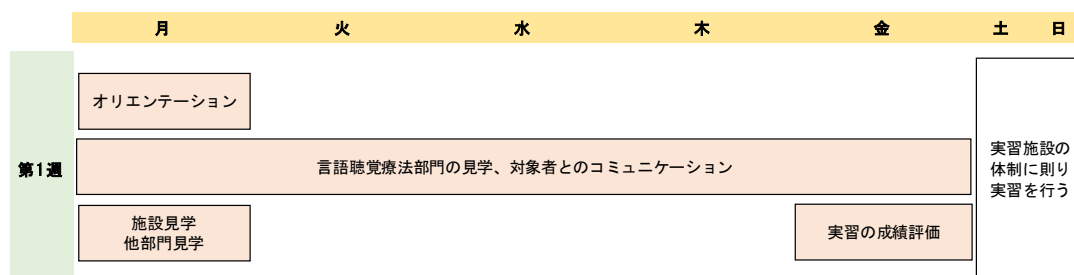 月 火 水 木 金 土 日
オリエンテーション
第1週
言語聴覚療法部門の見学、対象者とのコミュニケーション
実習施設の
体制に則り
実習を行う
施設見学
他部門見学
実習の成績評価